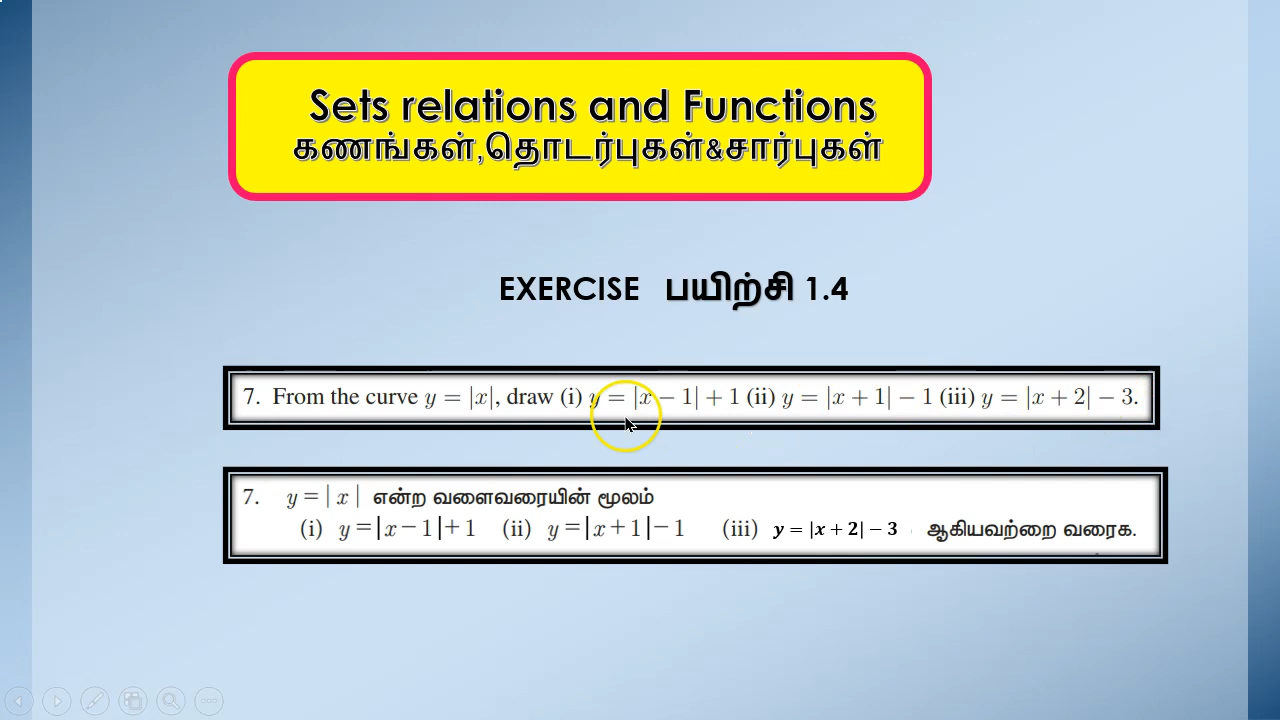 Sets relations and Functions
கணங்கள்,தொடர்புகள்&சார்புகள்
EXERCISE பயிற்சி 1.4
7. From the curve y = |x|, draw (i) y = |x − 1| + 1 (ii) y = |x + 1| − 1 (iii) y = |x + 2| − 3.
7. y = | x | என்ற வளைவரையின் மூலம்
(i) y = |x − 1| + 1 (ii) y = |x + 1| − 1 (iii) y = |x + 2| − 3 ஆகியவற்றை வரைக.